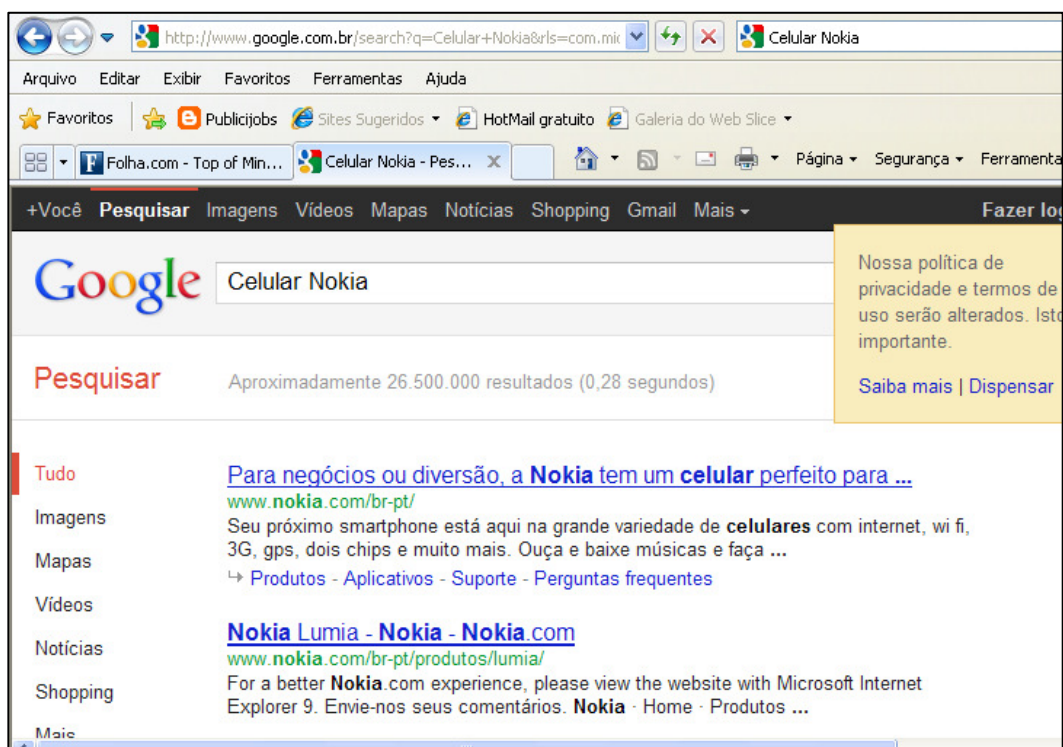 http://www.google.com.br/search?q=Celular+Nokia&rls=com.mic Celular Nokia
Arquivo Editar Exibir Favoritos Ferramentas Ajuda
Favoritos Publicijobs Sites Sugeridos HotMail gratuito Galeria do Web Slice
Folha.com - Top of Min... Celular Nokia - Pes... X Página Segurança Ferramenta
+Você Pesquisar Imagens Vídeos Mapas Notícias Shopping Gmail Mais Fazer log
Google Celular Nokia
Nossa política de
privacidade e termos de
uso serão alterados. Isto
importante.
Saiba mais | Dispensar
Pesquisar Aproximadamente 26.500.000 resultados (0,28 segundos)
Tudo
Imagens
Mapas
Vídeos
Notícias
Shopping
Mais
Para negócios ou diversão, a Nokia tem um celular perfeito para ...
www.nokia.com/br-pt/
Seu próximo smartphone está aqui na grande variedade de celulares com internet, wi fi,
3G, gps, dois chips e muito mais. Ouça e baixe músicas e faça ...
Produtos - Aplicativos - Suporte - Perguntas frequentes
Nokia Lumia - Nokia - Nokia.com
www.nokia.com/br-pt/produtos/lumia/
For a better Nokia.com experience, please view the website with Microsoft Internet
Explorer 9. Envie-nos seus comentários. Nokia · Home · Produtos ...